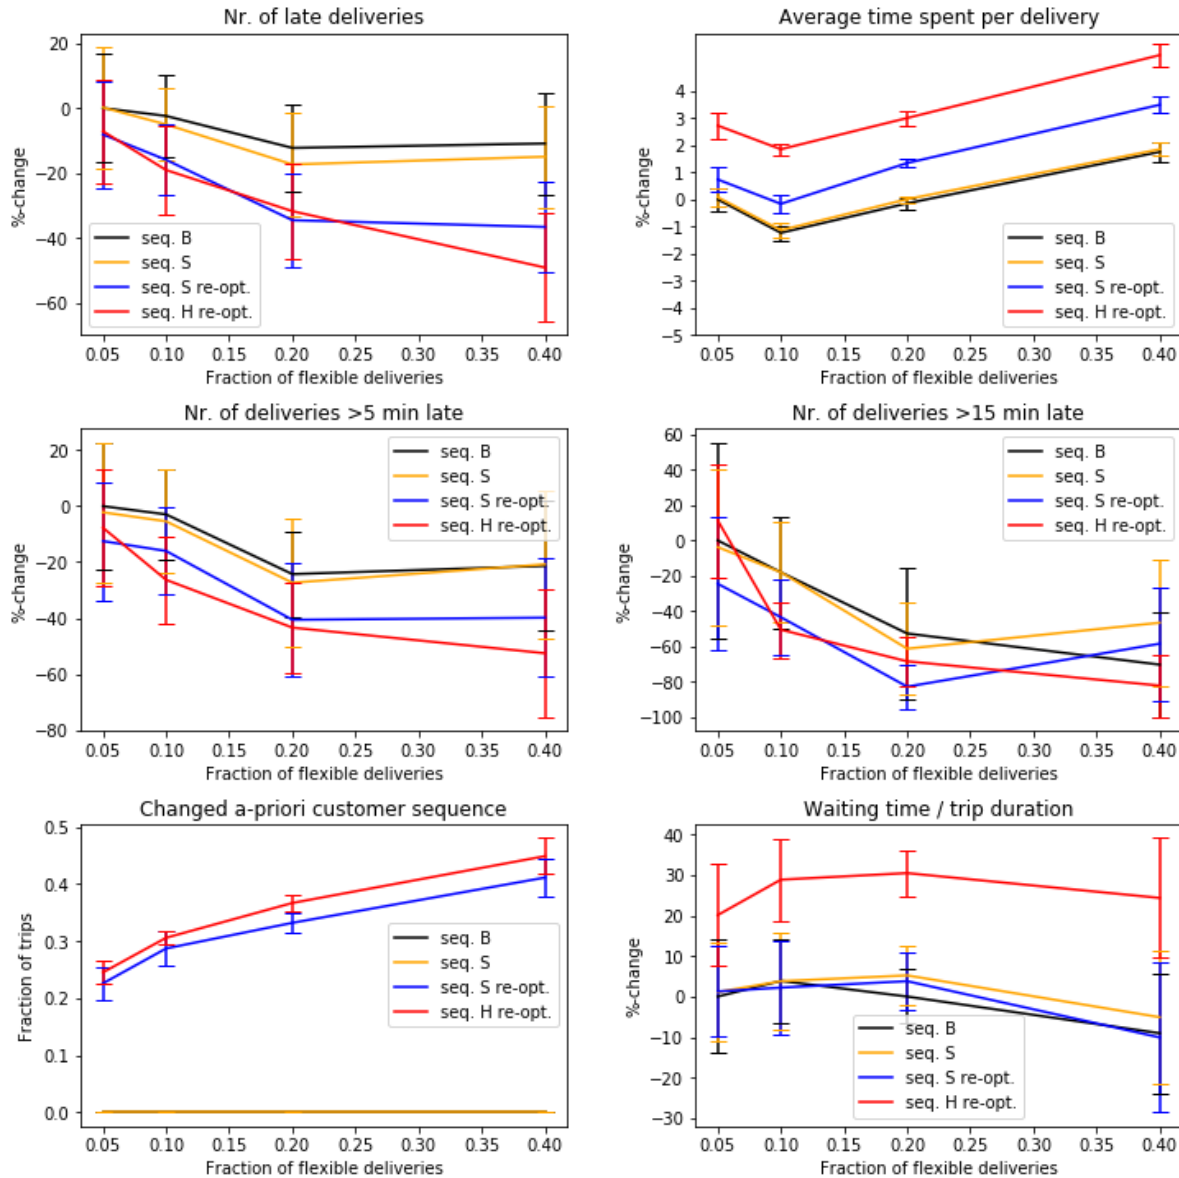 Nr. of late deliveries
20
0
−20
−40
−60
%-change
seq. B
seq. S
seq. S re-opt.
seq. H re-opt.
0.05 0.10 0.15 0.20 0.25 0.30 0.35 0.40
Fraction of flexible deliveries
Average time spent per delivery
4
3
2
1
0
−1
−2
−3
−4
−5
%-change
seq. B
seq. S
seq. S re-opt.
seq. H re-opt.
0.05 0.10 0.15 0.20 0.25 0.30 0.35 0.40
Fraction of flexible deliveries
Nr. of deliveries >5 min late
20
0
−20
−40
−60
−80
%-change
seq. B
seq. S
seq. S re-opt.
seq. H re-opt.
0.05 0.10 0.15 0.20 0.25 0.30 0.35 0.40
Fraction of flexible deliveries
Nr. of deliveries >15 min late
60
40
20
0
−20
−40
−60
−80
−100
%-change
seq. B
seq. S
seq. S re-opt.
seq. H re-opt.
0.05 0.10 0.15 0.20 0.25 0.30 0.35 0.40
Fraction of flexible deliveries
Changed a-priori customer sequence
0.5
0.4
0.3
0.2
0.1
0.0
Fraction of trips
seq. B
seq. S
seq. S re-opt.
seq. H re-opt.
0.05 0.10 0.15 0.20 0.25 0.30 0.35 0.40
Fraction of flexible deliveries
Waiting time / trip duration
40
30
20
10
0
−10
−20
−30
%-change
seq. B
seq. S
seq. S re-opt.
seq. H re-opt.
0.05 0.10 0.15 0.20 0.25 0.30 0.35 0.40
Fraction of flexible deliveries